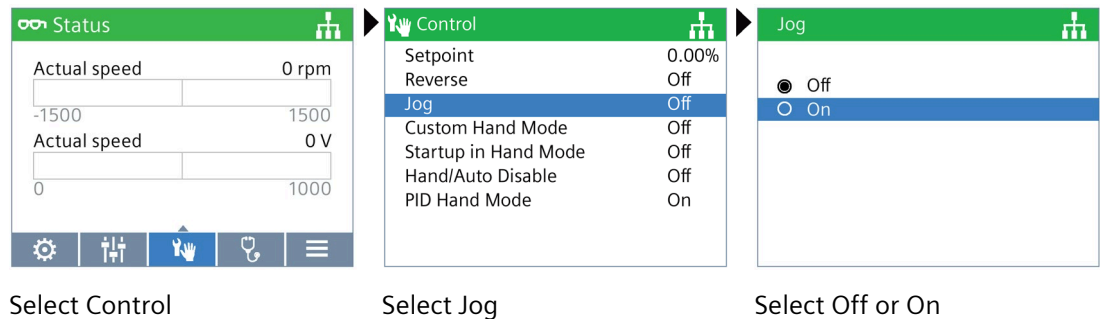 Status
Actual speed 0 rpm
-1500 1500
Actual speed 0 V
0 1000
Select Control
Control
Setpoint 0.00%
Reverse Off
Jog Off
Custom Hand Mode Off
Startup in Hand Mode Off
Hand/Auto Disable Off
PID Hand Mode On
Select Jog
Jog
Off
On
Select Off or On